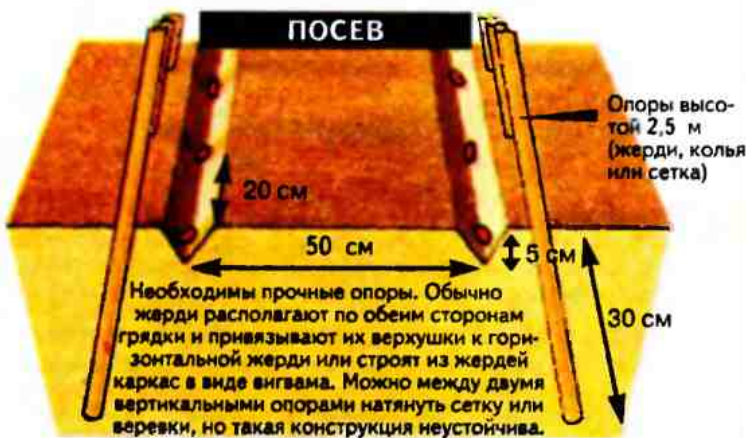 ПОСЕВ
Опоры высо-
той 2,5 м
(жерди, колья
или сетка)
20 см
50 см
5 см
30 см
Необходимы прочные опоры. Обычно
жерди располагают по обеим сторонам
грядки и привязывают их верхушки к гори-
зонтальной жерди или строят из жердей
каркас в виде вигвама. Можно между двумя
вертикальными опорами натянуть сетку или
веревки, но такая конструкция неустойчива.